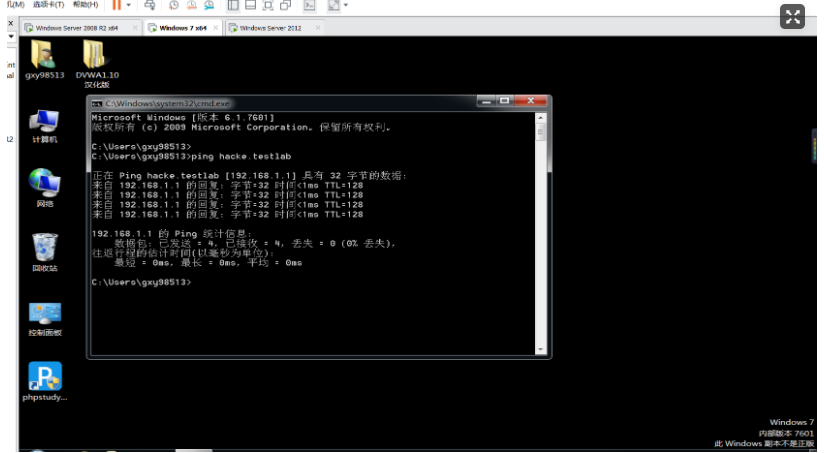 机(M) 选项卡(T) 帮助(H)
Windows Server 2008 R2 x64
Windows 7 x64
Windows Server 2012
gxy98513
DVWA1.10
汉化版
计算机
网络
回收站
控制面板
phpstudy...
C:\Windows\system32\cmd.exe
Microsoft Windows [版本 6.1.7601]
版权所有 (c) 2009 Microsoft Corporation。保留所有权利。
C:\Users\gxy98513>
C:\Users\gxy98513>ping hacke.testlab
正在 Ping hacke.testlab [192.168.1.1] 具有 32 字节的数据:
来自 192.168.1.1 的回复: 字节=32 时间<1ms TTL=128
来自 192.168.1.1 的回复: 字节=32 时间<1ms TTL=128
来自 192.168.1.1 的回复: 字节=32 时间<1ms TTL=128
来自 192.168.1.1 的回复: 字节=32 时间<1ms TTL=128
192.168.1.1 的 Ping 统计信息:
数据包: 已发送 = 4，已接收 = 4，丢失 = 0 (0% 丢失)，
往返行程的估计时间(以毫秒为单位):
最短 = 0ms，最长 = 0ms，平均 = 0ms
C:\Users\gxy98513>
Windows 7
内部版本 7601
此 Windows 副本不是正版